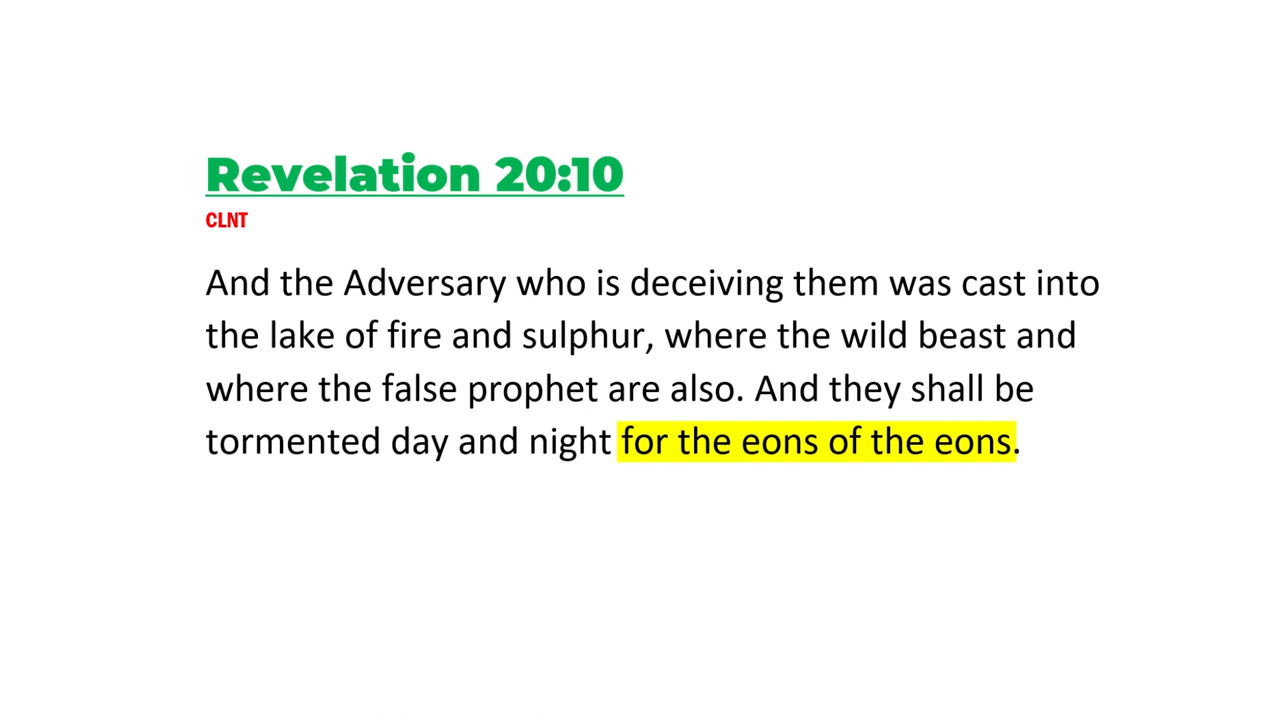 Revelation 20:10
CLNT
And the Adversary who is deceiving them was cast into
the lake of fire and sulphur, where the wild beast and
where the false prophet are also. And they shall be
tormented day and night for the eons of the eons.